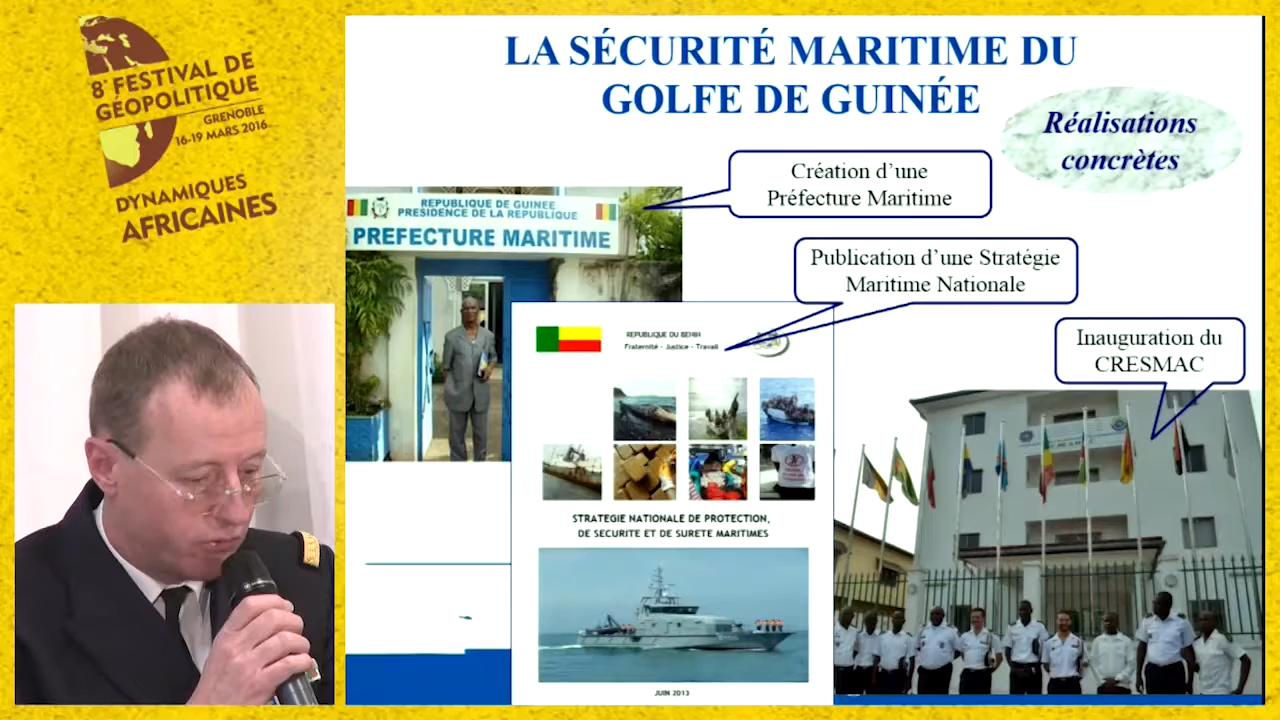 8e FESTIVAL DE
GÉOPOLITIQUE
GRENOBLE
16-19 MARS 2016
DYNAMIQUES
AFRICAINES
LA SÉCURITÉ MARITIME DU
GOLFE DE GUINÉE
Réalisations
concrètes
Création d’une
Préfecture Maritime
REPUBLIQUE DE GUINEE
PRESIDENCE DE LA REPUBLIQUE
PREFECTURE MARITIME
Publication d’une Stratégie
Maritime Nationale
REPUBLIQUE DU BENIN
Fraternité - Justice - Travail
Inauguration du
CRESMAC
STRATEGIE NATIONALE DE PROTECTION,
DE SECURITE ET DE SURETE MARITIMES
JUIN 2013